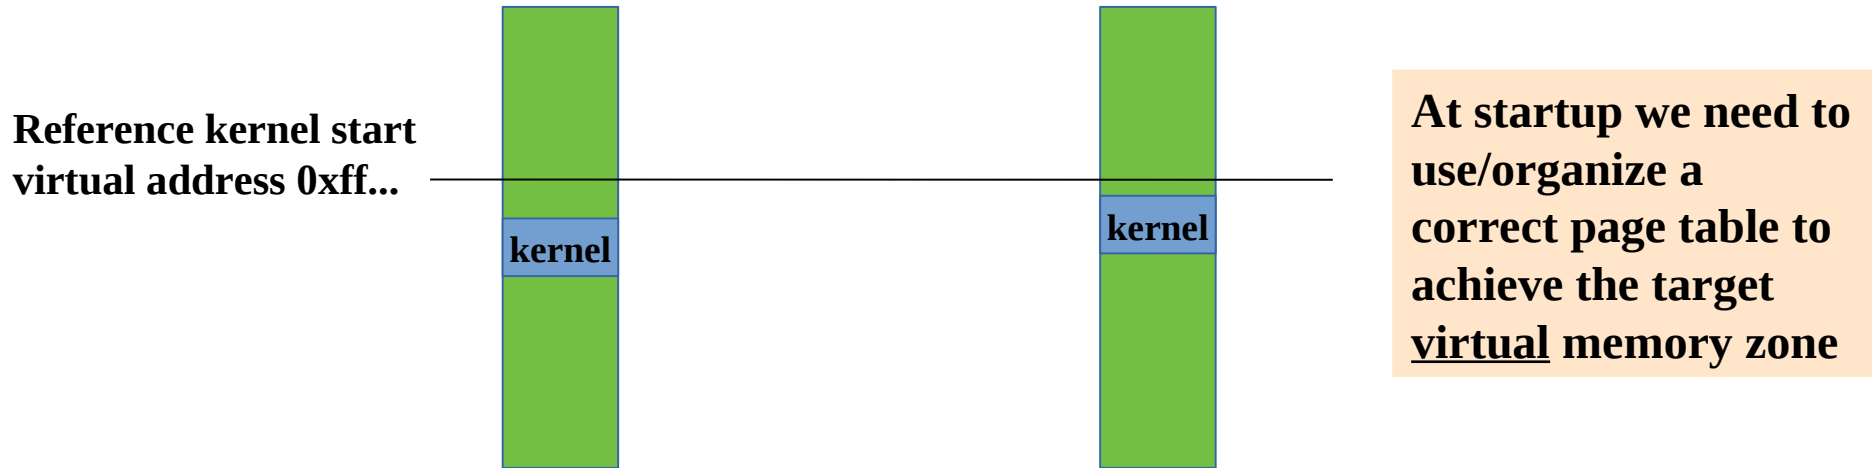 Reference kernel start
virtual address 0xff...
kernel
kernel
At startup we need to
use/organize a
correct page table to
achieve the target
virtual memory zone